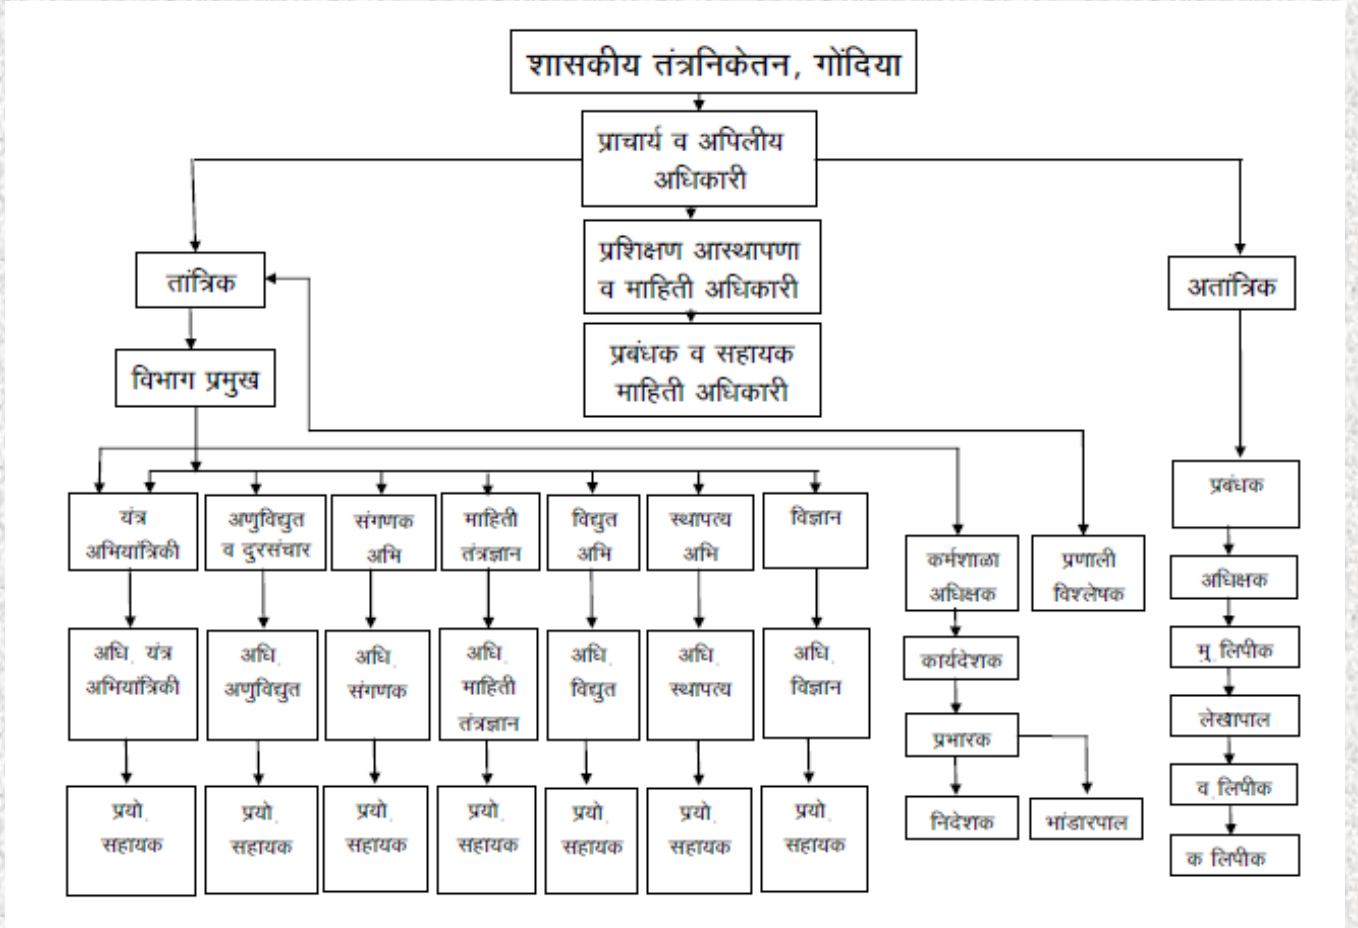 शासकीय तंत्रनिकेतन, गोंदिया
प्राचार्य व अपिलीय
अधिकारी
प्रशिक्षण आस्थापणा
व माहिती अधिकारी
तांत्रिक
अतांत्रिक
प्रबंधक व सहायक
माहिती अधिकारी
विभाग प्रमुख
यंत्र
अभियांत्रिकी
अणुविद्युत
व दुरसंचार
संगणक
अभि
माहिती
तंत्रज्ञान
विद्युत
अभि
स्थापत्य
अभि
विज्ञान
कर्मशाळा
अधिक्षक
प्रणाली
विश्लेषक
प्रबंधक
अधिक्षक
मु.लिपीक
लेखापाल
व.लिपीक
क लिपीक
कार्यदेशक
प्रभारक
निदेशक
भांडारपाल
अधि. यंत्र
अभियांत्रिकी
अधि.
अणुविद्युत
अधि.
संगणक
अधि.
माहिती
तंत्रज्ञान
अधि.
विद्युत
अधि.
स्थापत्य
अधि.
विज्ञान
प्रयो.
सहायक
प्रयो.
सहायक
प्रयो.
सहायक
प्रयो.
सहायक
प्रयो.
सहायक
प्रयो.
सहायक
प्रयो.
सहायक